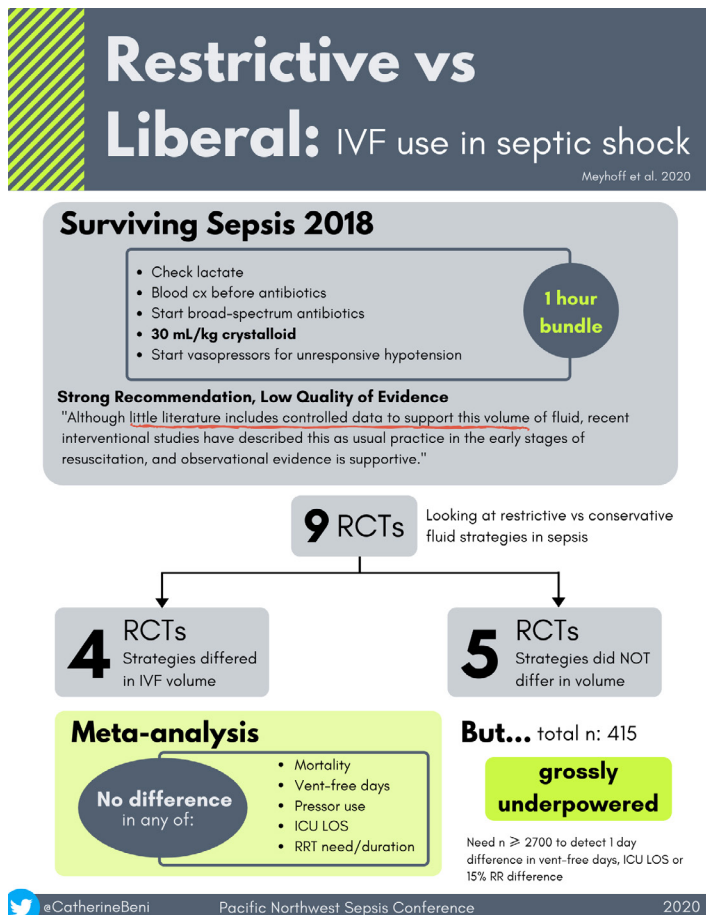 Restrictive vs
Liberal: IVF use in septic shock
Meyhoff et al. 2020
Surviving Sepsis 2018
• Check lactate
• Blood cx before antibiotics
• Start broad-spectrum antibiotics
• 30 mL/kg crystalloid
• Start vasopressors for unresponsive hypotension
1 hour
bundle
Strong Recommendation, Low Quality of Evidence
"Although little literature includes controlled data to support this volume of fluid, recent
interventional studies have described this as usual practice in the early stages of
resuscitation, and observational evidence is supportive."
9 RCTs
Looking at restrictive vs conservative
fluid strategies in sepsis
4 RCTs
Strategies differed
in IVF volume
5 RCTs
Strategies did NOT
differ in volume
Meta-analysis
No difference
in any of:
• Mortality
• Vent-free days
• Pressor use
• ICU LOS
• RRT need/duration
But... total n: 415
grossly
underpowered
Need n ⩾ 2700 to detect 1 day
difference in vent-free days, ICU LOS or
15% RR difference
@CatherineBeni
Pacific Northwest Sepsis Conference
2020